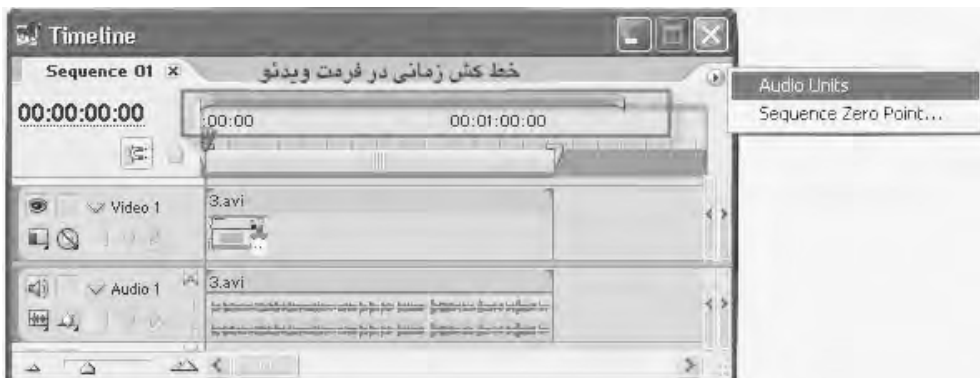 Timeline
Sequence 01 x
خط کش زمانی در فرمت ویدئو
00:00:00:00
:00:00
00:01:00:00
Audio Units
Sequence Zero Point...
Video 1
3.avi
Audio 1
3.avi